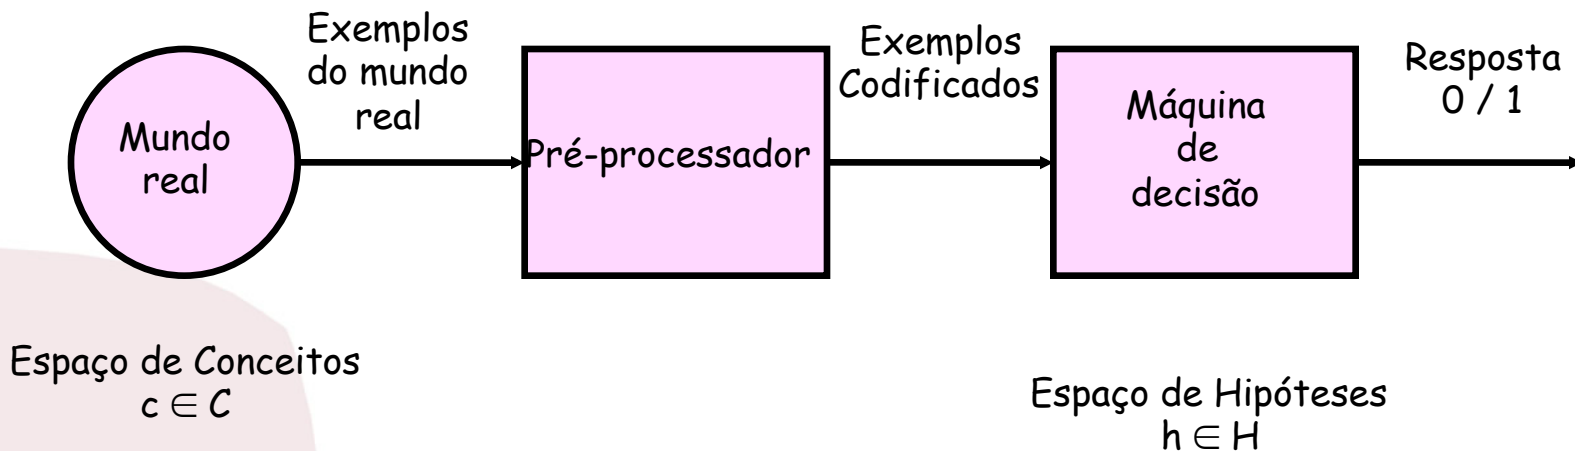 Mundo
real
Exemplos
do mundo
real
Pré-processador
Exemplos
Codificados
Máquina
de
decisão
Resposta
0 / 1
Espaço de Conceitos
c ∈ C
Espaço de Hipóteses
h ∈ H